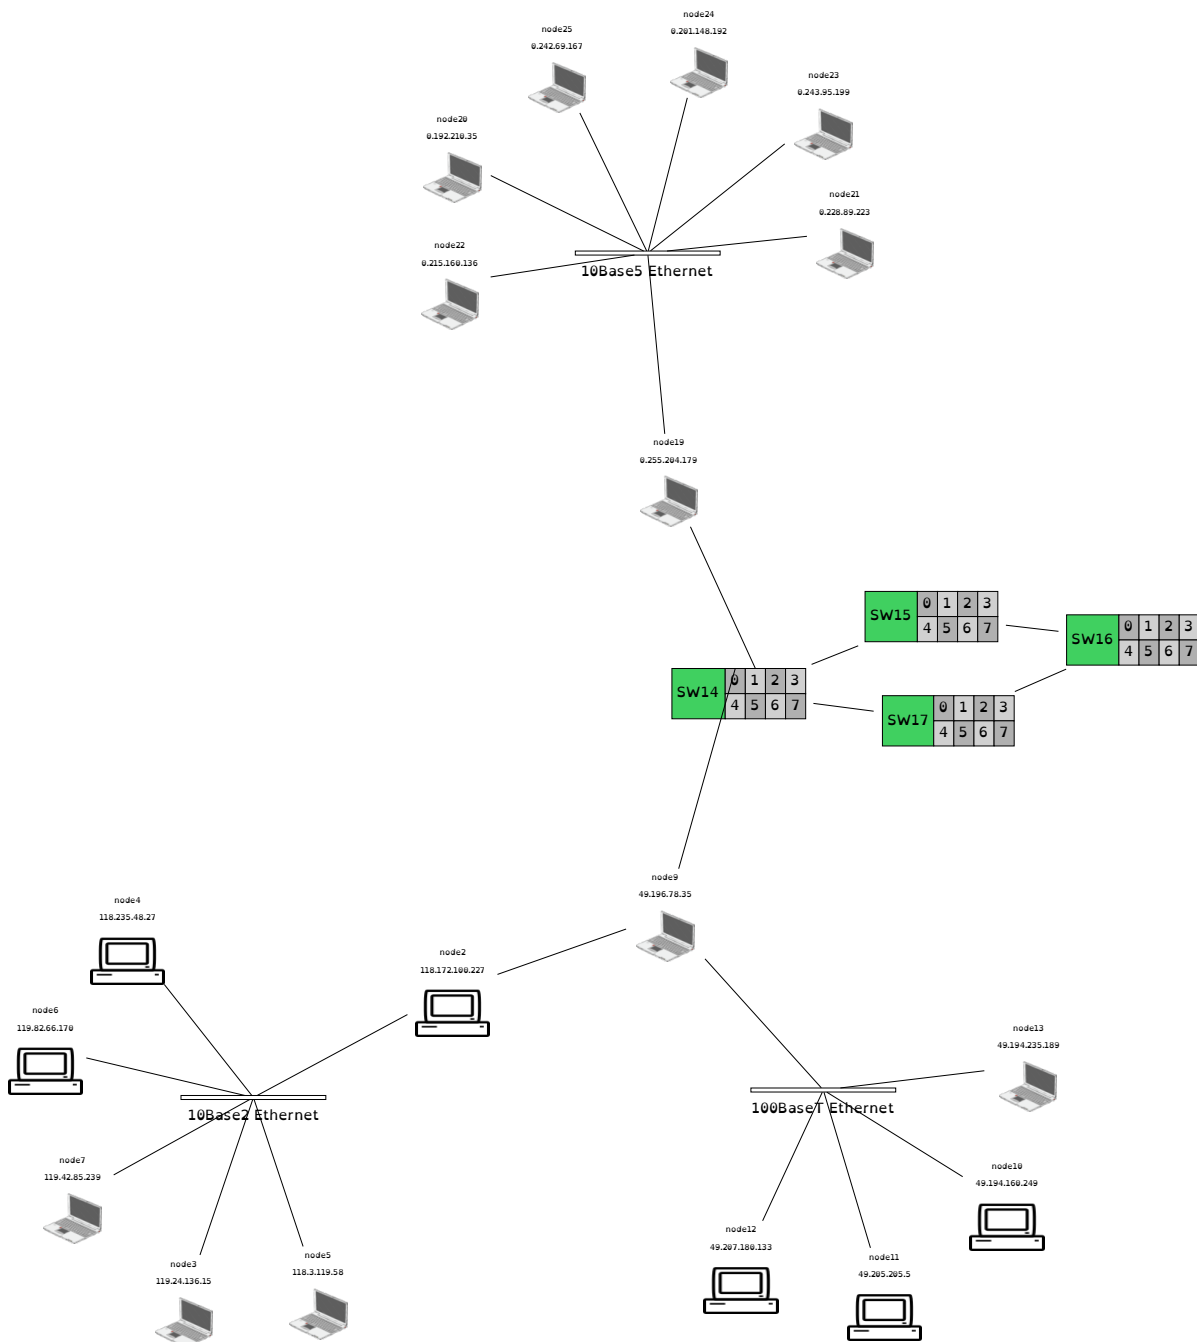 node24
0.201.148.192
node25
0.242.69.167
node23
0.243.95.199
node20
0.192.210.35
node21
0.228.89.223
node22
0.215.160.136
10Base5 Ethernet
node19
0.255.204.179
SW15
0 1 2 3
4 5 6 7
SW16
0 1 2 3
4 5 6 7
SW14
0 1 2 3
4 5 6 7
SW17
0 1 2 3
4 5 6 7
node9
49.196.78.35
node4
118.235.48.27
node2
118.172.100.227
node6
119.82.66.170
node13
49.194.235.189
10Base2 Ethernet
100BaseT Ethernet
node7
119.42.85.239
node10
49.194.160.249
node12
49.207.180.133
node5
118.3.119.58
node3
119.24.136.15
node11
49.205.205.5